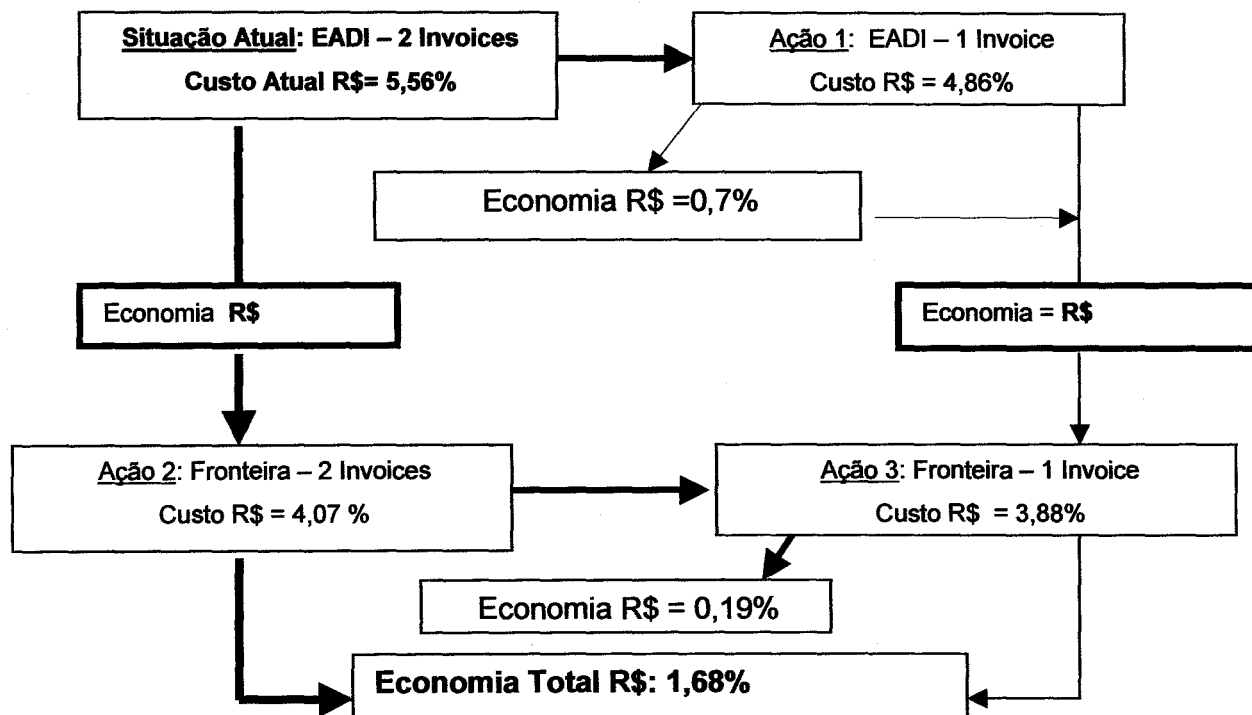 Situação Atual: EADI – 2 Invoices
Custo Atual R$= 5,56%
Ação 1: EADI – 1 Invoice
Custo R$ = 4,86%
Economia R$ =0,7%
Economia R$
Economia = R$
Ação 2: Fronteira – 2 Invoices
Custo R$ = 4,07 %
Ação 3: Fronteira – 1 Invoice
Custo R$ = 3,88%
Economia R$ = 0,19%
Economia Total R$: 1,68%